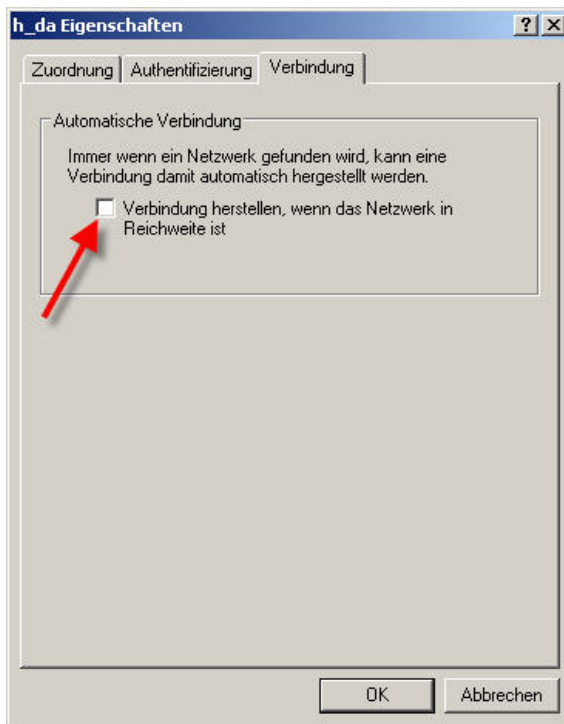 h_da Eigenschaften
Zuordnung Authentifizierung Verbindung
Automatische Verbindung
Immer wenn ein Netzwerk gefunden wird, kann eine
Verbindung damit automatisch hergestellt werden.
Verbindung herstellen, wenn das Netzwerk in
Reichweite ist
OK Abbrechen